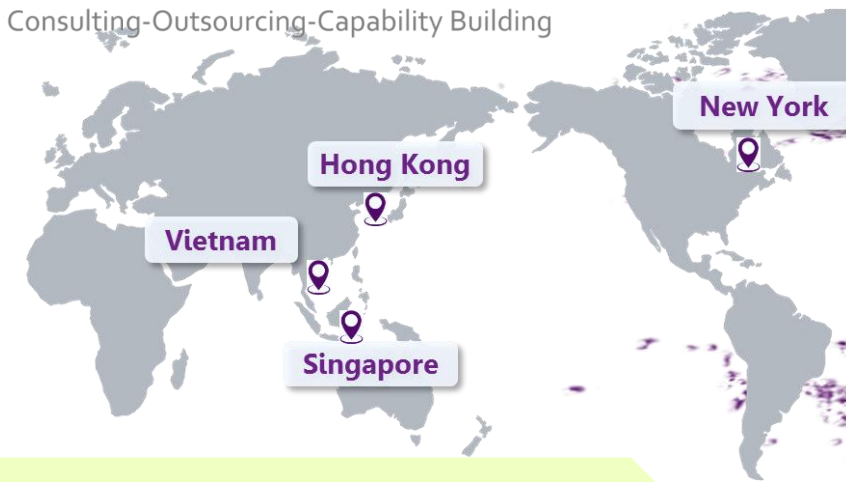 Consulting-Outsourcing-Capability Building
New York
Hong Kong
Vietnam
Singapore